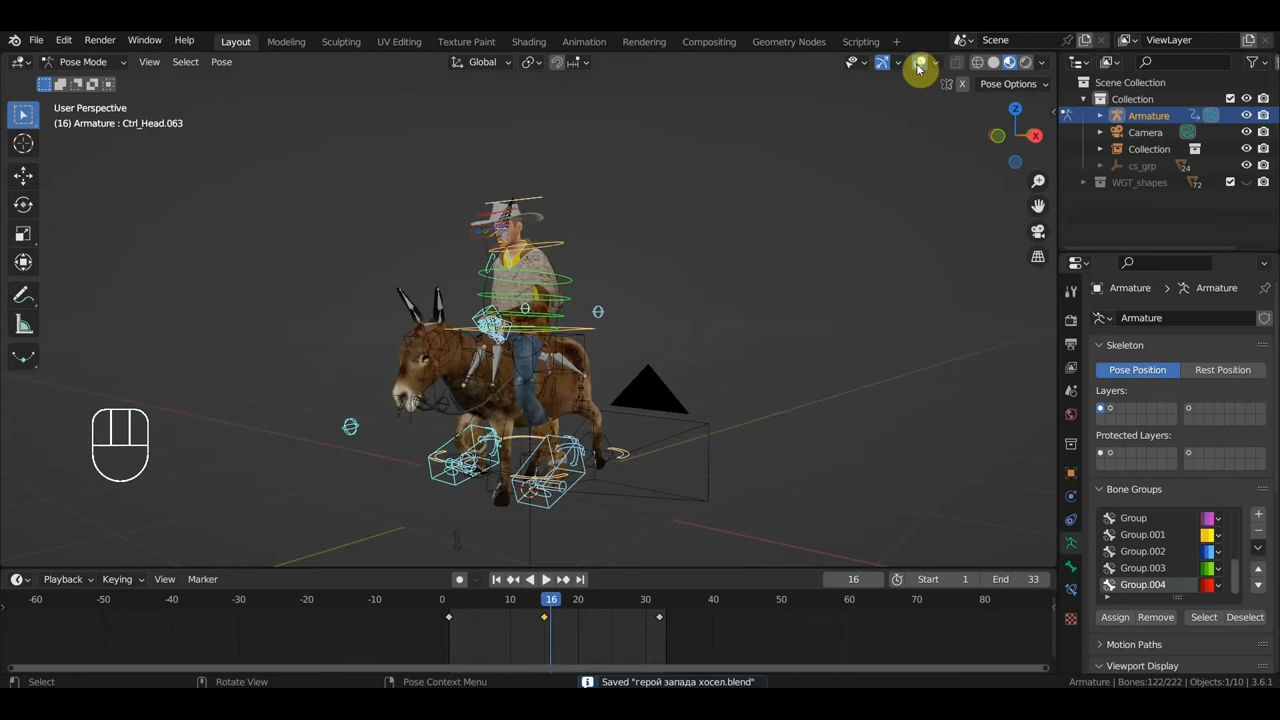 File Edit Render Window Help Layout Modeling Sculpting UV Editing Texture Paint Shading Animation Rendering Compositing Geometry Nodes Scripting + Scene ViewLayer
Pose Mode View Select Pose Global
X Pose Options
User Perspective
(16) Armature : Ctrl_Head.063
Z
X
Scene Collection
Collection
Armature
Camera
Collection
cs_grp 24
WGT_shapes 72
Armature > Armature
Armature
Skeleton
Pose Position Rest Position
Layers:
Protected Layers:
Bone Groups
Group
Group.001
Group.002
Group.003
Group.004
Assign Remove Select Deselect
Motion Paths
Viewport Display
Playback Keying View Marker 16 Start 1 End 33
-60 -50 -40 -30 -20 -10 0 10 16 20 30 40 50 60 70 80
Select Rotate View Pose Context Menu Saved "герой запада хосел.blend" Armature | Bones:122/222 | Objects:1/10 | 3.6.1